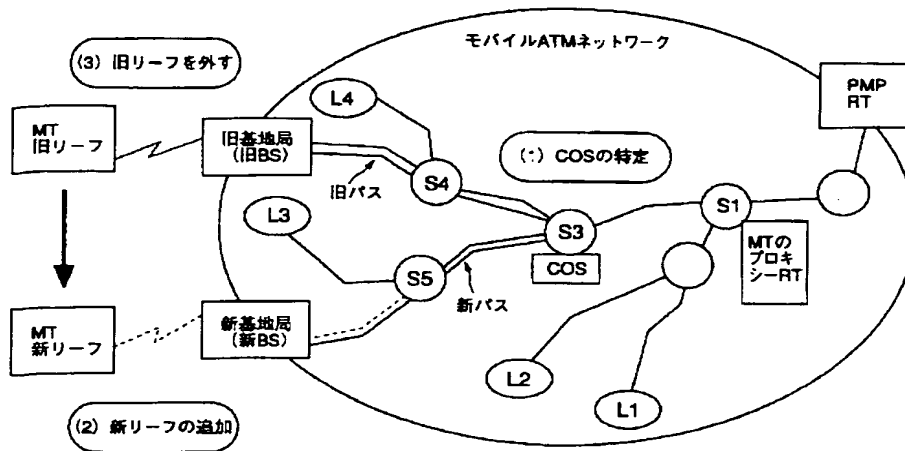 モバイルATMネットワーク
(3) 旧リーフを外す
L4
PMP
RT
MT
旧リーフ
旧基地局
(旧BS)
(1) COSの特定
旧パス
S4
L3
S3
S1
COS
MTの
プロキ
シーRT
S5
新パス
MT
新リーフ
新基地局
(新BS)
L2
L1
(2) 新リーフの追加